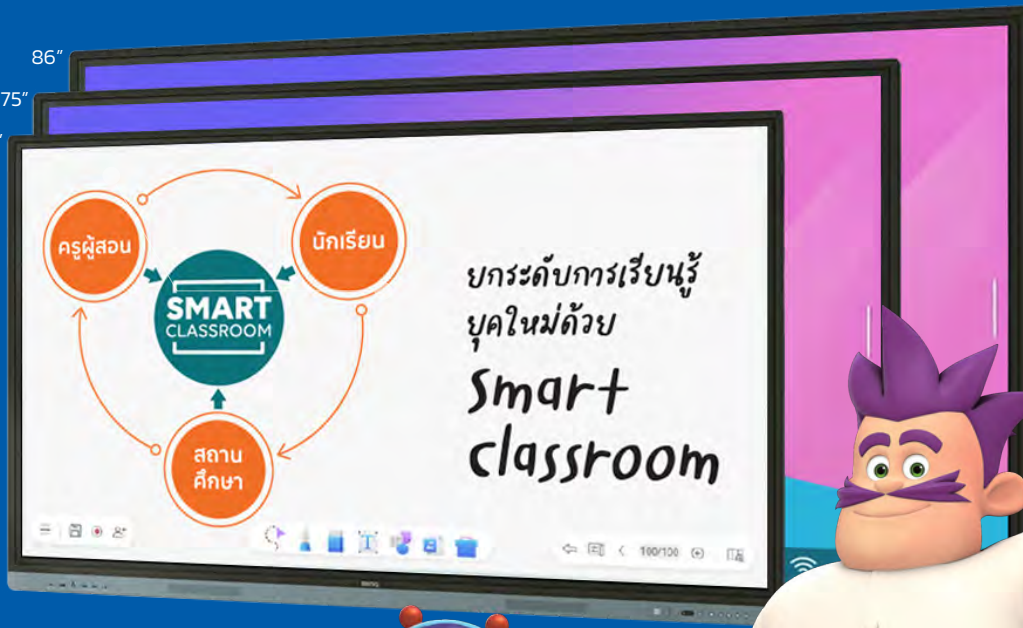 86"
75"
ครูผู้สอน
นักเรียน
SMART
CLASSROOM
สถาน
ศึกษา
ยกระดับการเรียนรู้
ยุคใหม่ด้วย
Smart
classroom
100/100